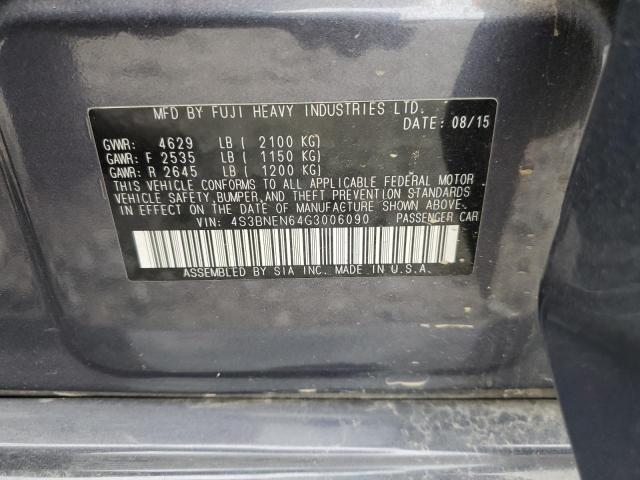 MFD BY FUJI HEAVY INDUSTRIES LTD.
DATE: 08/15
GVWR: 4629 LB ( 2100 KG)
GAWR: F 2535 LB ( 1150 KG)
GAWR: R 2645 LB ( 1200 KG)
THIS VEHICLE CONFORMS TO ALL APPLICABLE FEDERAL MOTOR
VEHICLE SAFETY, BUMPER, AND THEFT PREVENTION STANDARDS
IN EFFECT ON THE DATE OF MANUFACTURE SHOWN ABOVE.
VIN: 4S3BNEN64G3006090 PASSENGER CAR
ASSEMBLED BY SIA INC. MADE IN U.S.A.